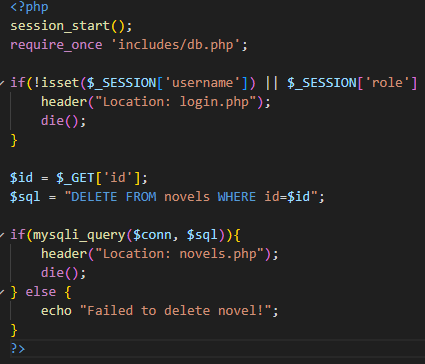 <?php
session_start();
require_once 'includes/db.php';
if(!isset($_SESSION['username']) || $_SESSION['role']
header("Location: login.php");
die();
}
$id = $_GET['id'];
$sql = "DELETE FROM novels WHERE id=$id";
if(mysqli_query($conn, $sql)){
header("Location: novels.php");
die();
} else {
echo "Failed to delete novel!";
}
?>